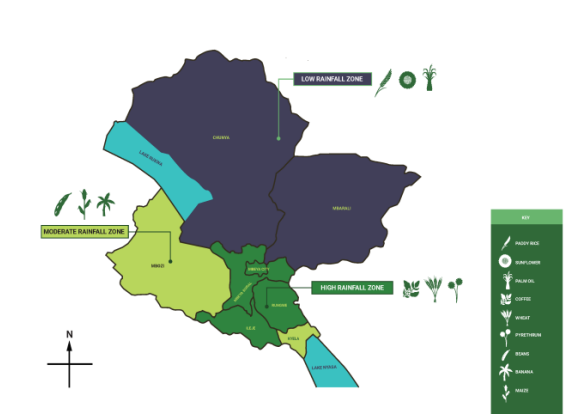 LOW RAINFALL ZONE
CHUNYA
LAKE RUKWA
MBARALI
MODERATE RAINFALL ZONE
MBOZI
HIGH RAINFALL ZONE
RUNGWE
ILEJE
KYELA
LAKE NYASA
N
KEY
PADDY RICE
SUNFLOWER
PALM OIL
COFFEE
WHEAT
PYRETHRUM
BEANS
BANANA
MAIZE